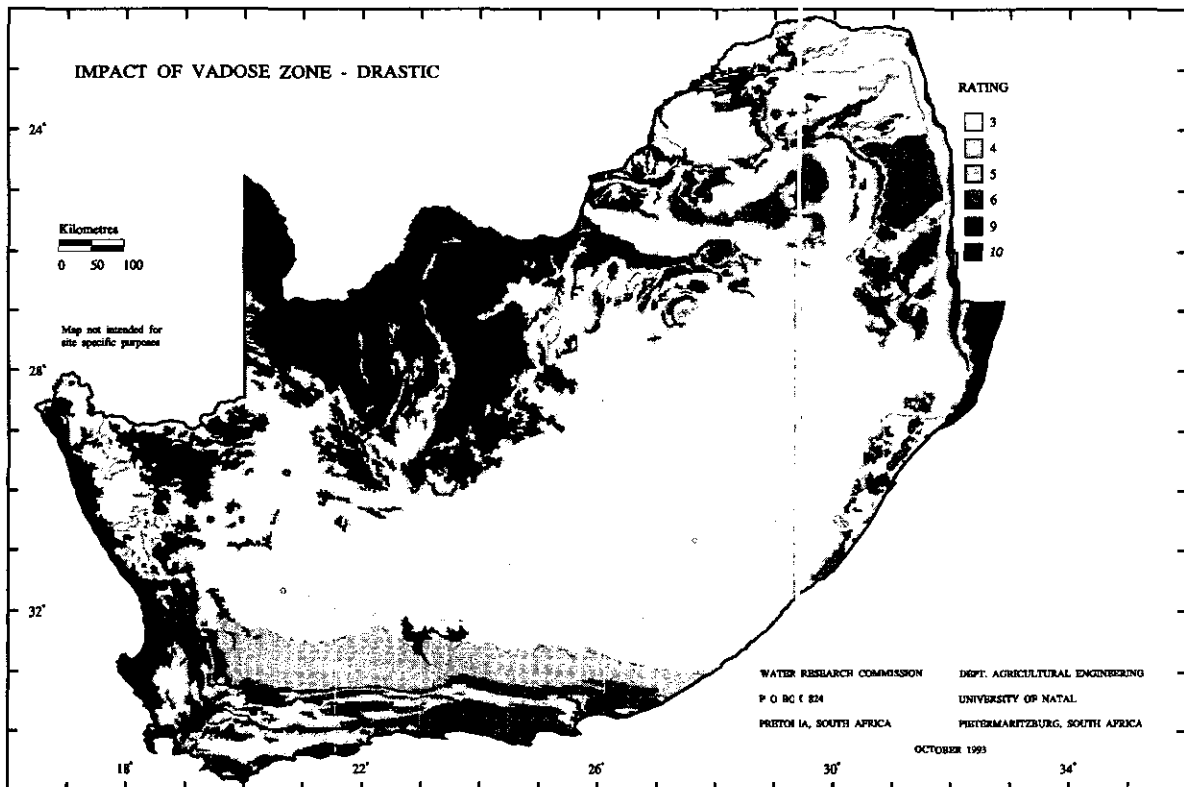 IMPACT OF VADOSE ZONE - DRASTIC
RATING
3
4
5
6
9
10
24°
28°
32°
Kilometres
0 50 100
Map not intended for
site specific purposes
WATER RESEARCH COMMISSION
P O 824
PRETORIA, SOUTH AFRICA
DEPT. AGRICULTURAL ENGINEERING
UNIVERSITY OF NATAL
PIETERMARITZBURG, SOUTH AFRICA
OCTOBER 1993
18° 22° 26° 30° 34°